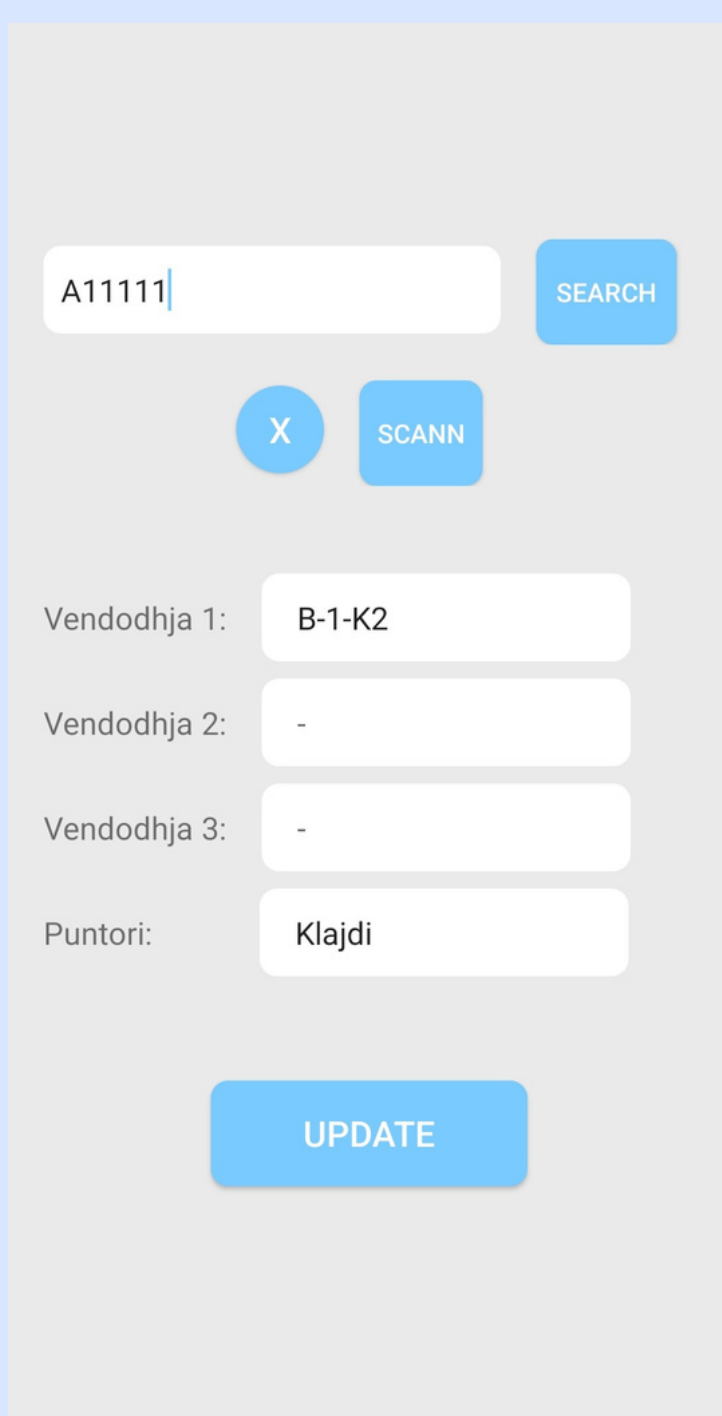 A11111
SEARCH
X
SCANN
Vendodhja 1: B-1-K2
Vendodhja 2: -
Vendodhja 3: -
Puntori: Klajdi
UPDATE